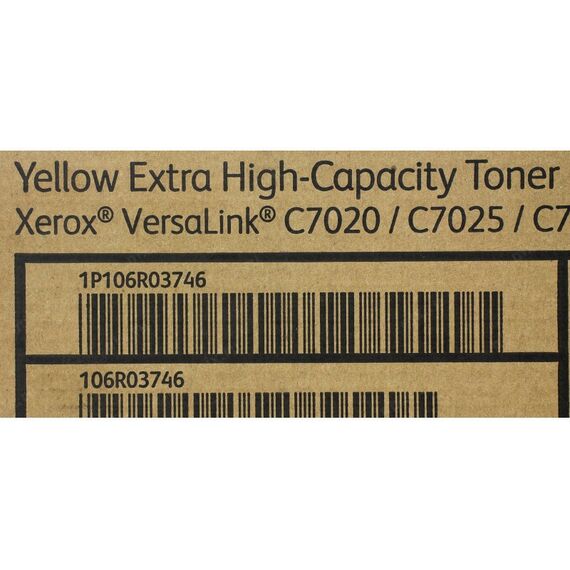 Yellow Extra High-Capacity Toner
Xerox® VersaLink® C7020 / C7025 / C7
1P106R03746
106R03746